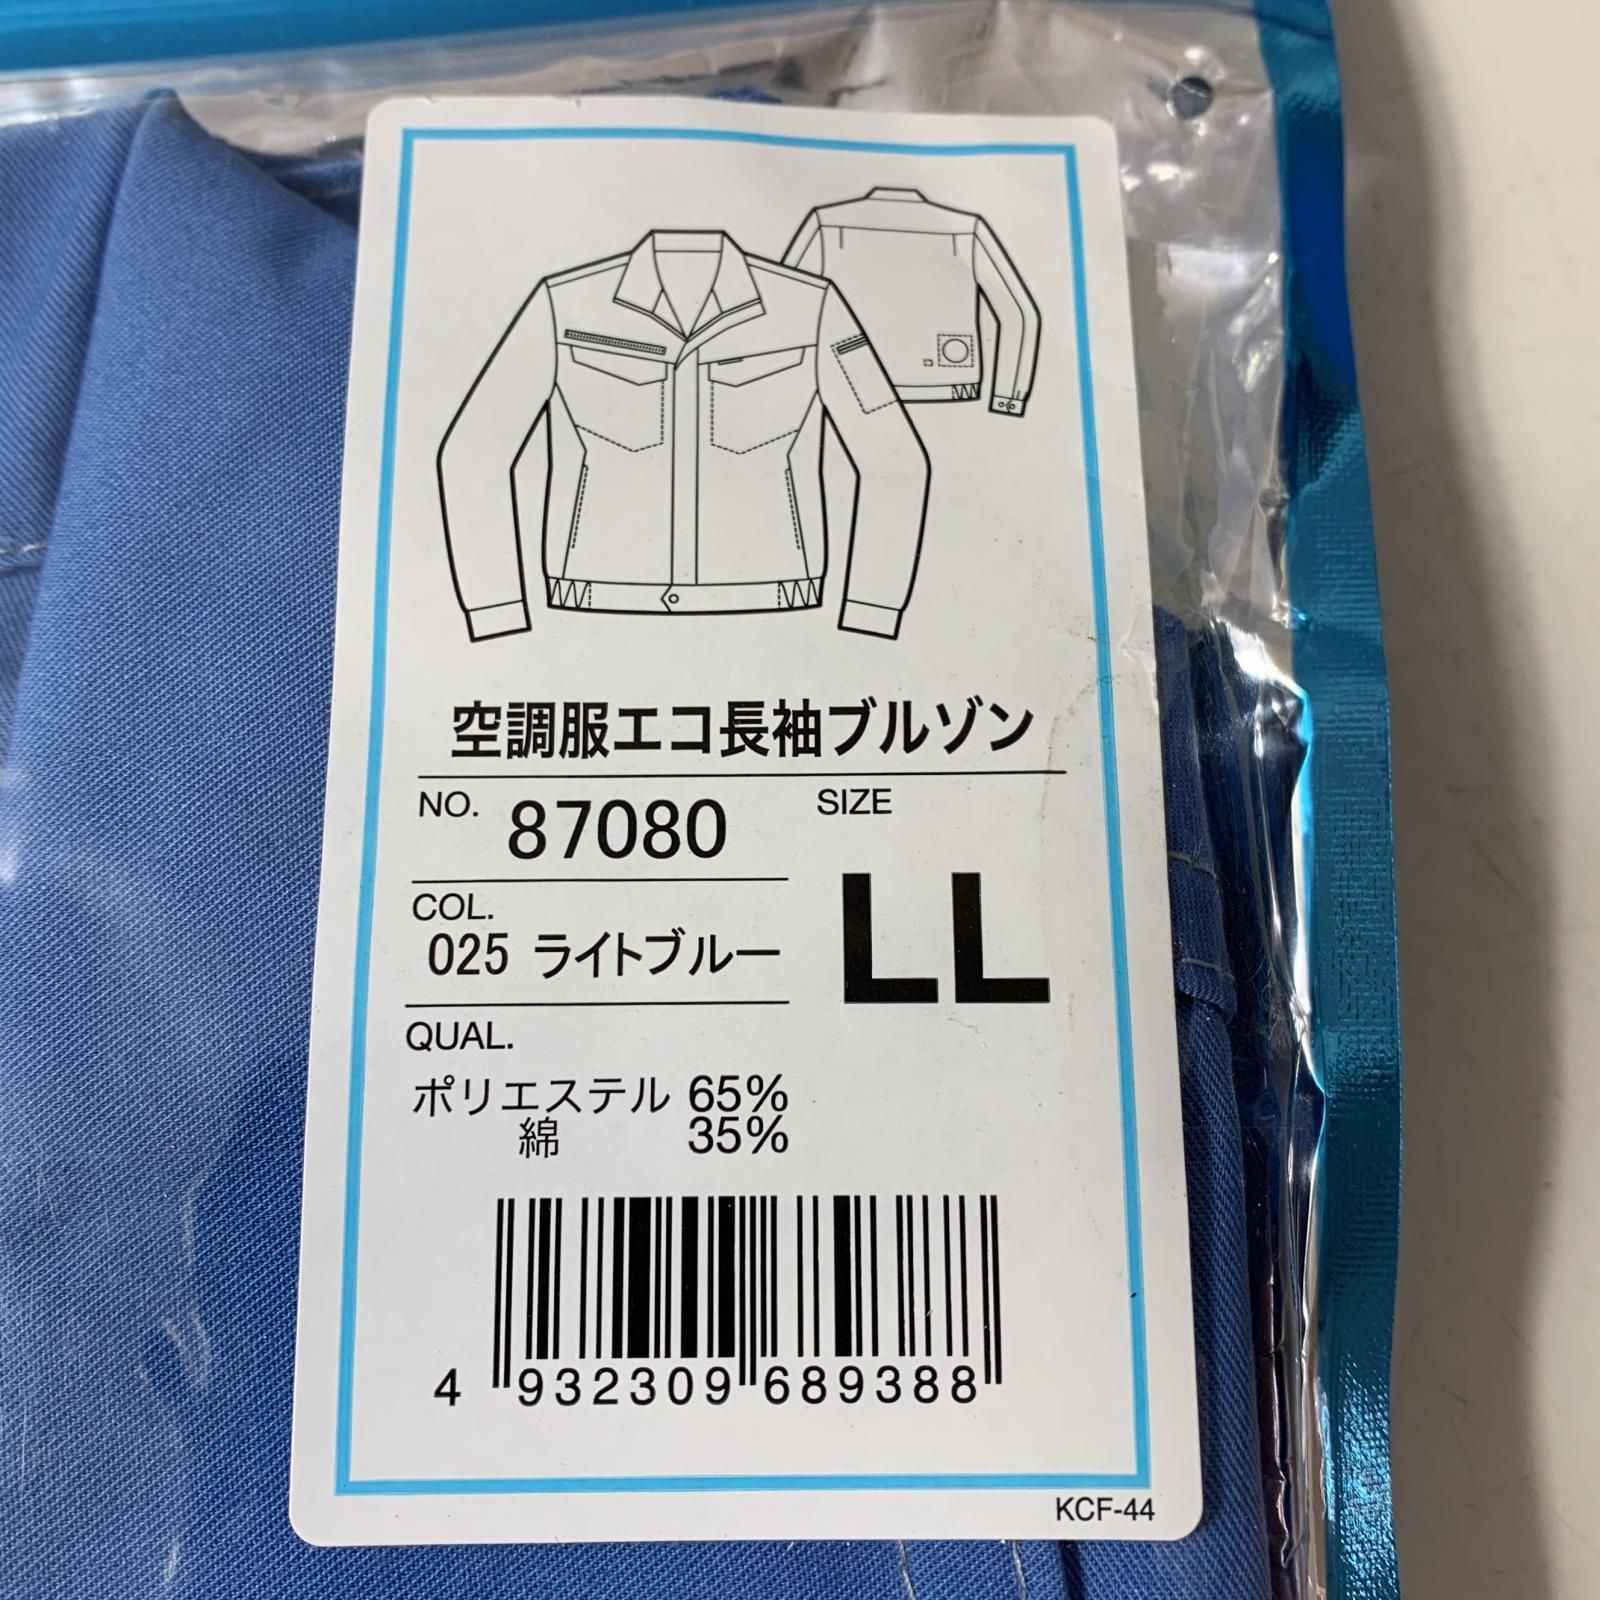 空調服エコ長袖ブルゾン
NO. 87080
SIZE
LL
COL.
025 ライトブルー
QUAL.
ポリエステル 65%
綿 35%
4 932309 689388
KCF-44